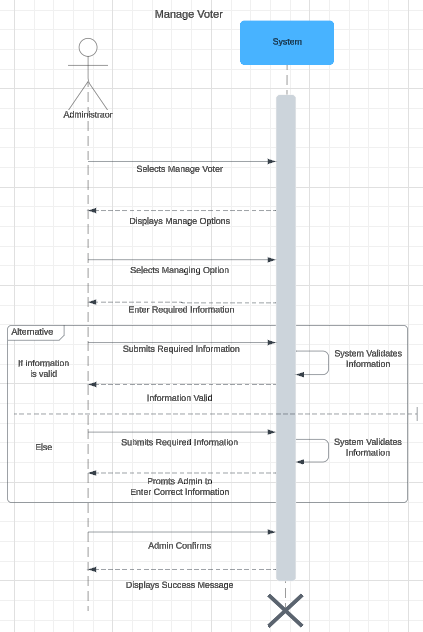 Manage Voter
System
Administraor
Selects Manage Voter
Displays Manage Options
Selects Managing Option
Enter Required Information
Alternative
If information
is valid
Submits Required Information
System Validates
Information
Information Valid
Else
Submits Required Information
System Validates
Information
Promts Admin to
Enter Correct Information
Admin Confirms
Displays Success Message